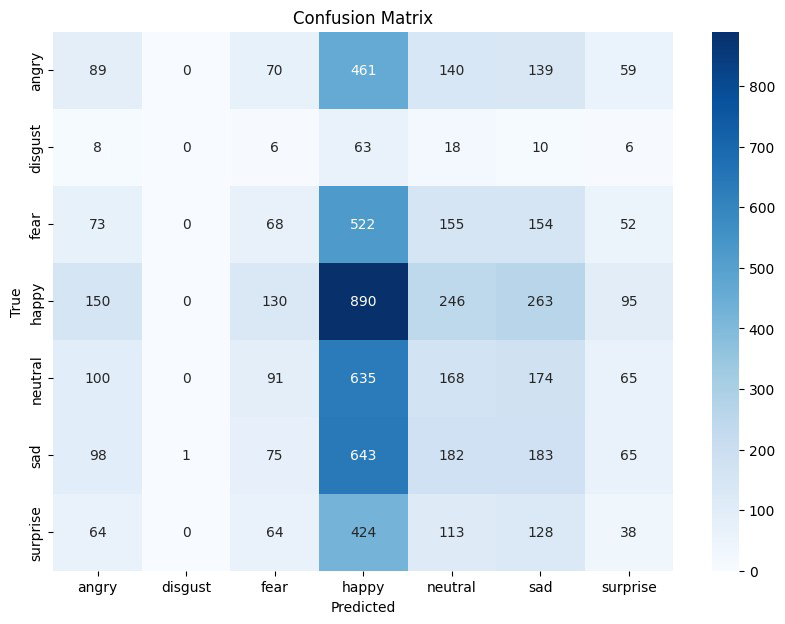 Confusion Matrix
True
angry 89 0 70 461 140 139 59
disgust 8 0 6 63 18 10 6
fear 73 0 68 522 155 154 52
happy 150 0 130 890 246 263 95
neutral 100 0 91 635 168 174 65
sad 98 1 75 643 182 183 65
surprise 64 0 64 424 113 128 38
angry disgust fear happy neutral sad surprise
Predicted
800
700
600
500
400
300
200
100
0